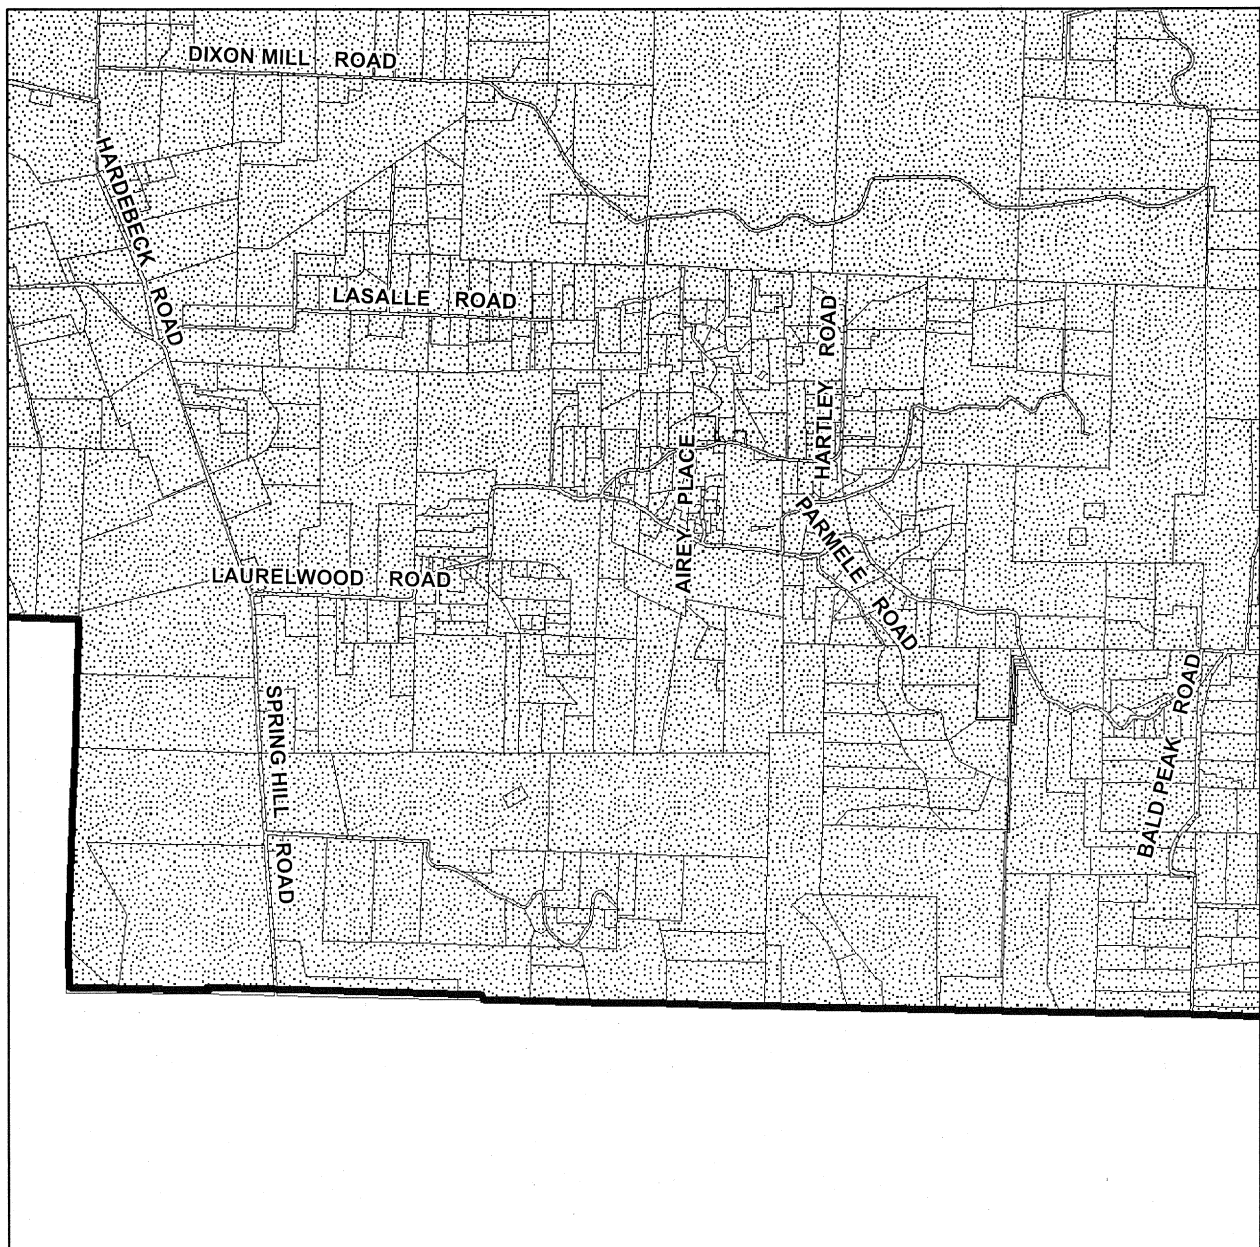 DIXON MILL ROAD
HARDEBECK ROAD
LASALLE ROAD
HARTLEY ROAD
AIREY PLACE
PARMELE ROAD
LAURELWOOD ROAD
SPRING HILL ROAD
BALD PEAK ROAD